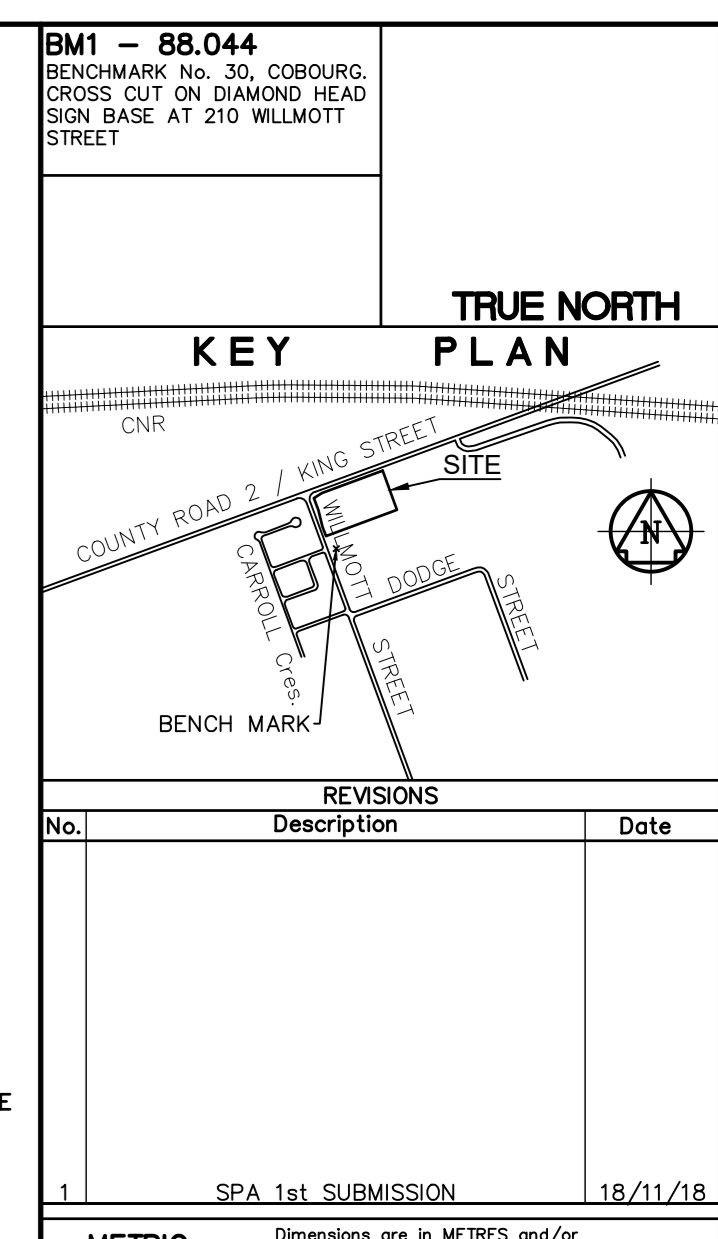 BM1 – 88.044
BENCHMARK No. 30, COBOURG.
CROSS CUT ON DIAMOND HEAD
SIGN BASE AT 210 WILLMOTT
STREET
TRUE NORTH
KEY PLAN
CNR
COUNTY ROAD 2 / KING STREET
SITE
N
WILLMOTT
STREET
CARROLL Cres.
DODGE
STREET
BENCH MARK
REVISIONS
No. Description Date
E
1 SPA 1st SUBMISSION 18/11/18
METRIC
Dimensions are in METRES and/or